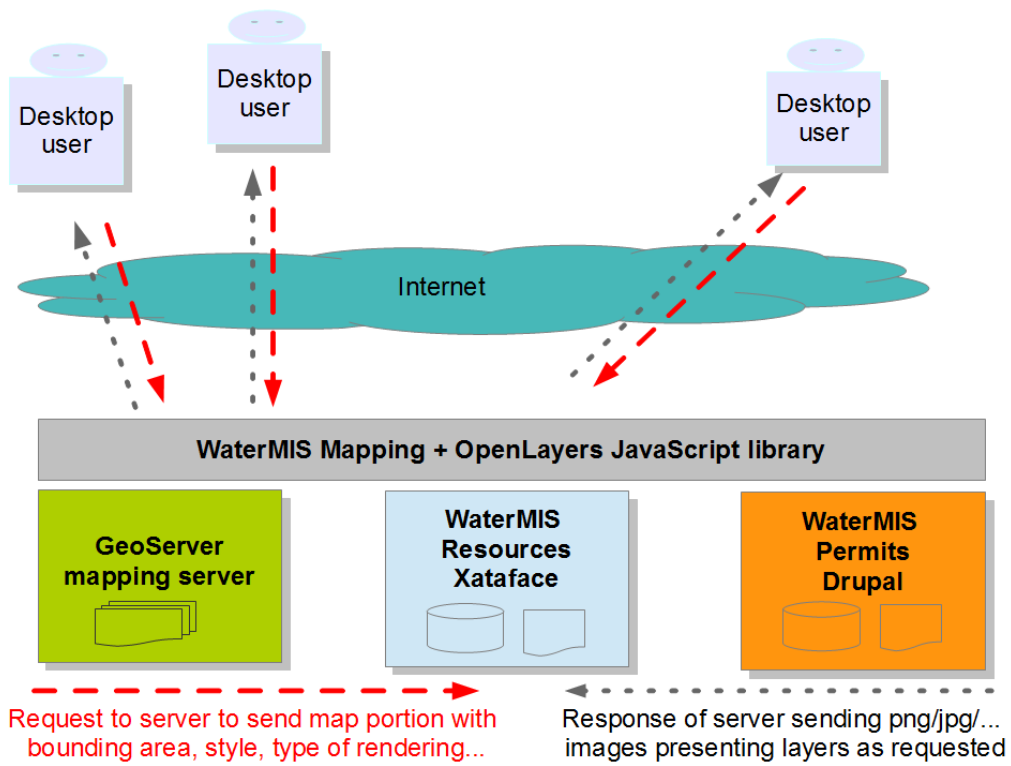 Desktop
user
Desktop
user
Desktop
user
Internet
WaterMIS Mapping + OpenLayers JavaScript library
GeoServer
mapping server
WaterMIS
Resources
Xataface
WaterMIS
Permits
Drupal
Request to server to send map portion with
bounding area, style, type of rendering...
Response of server sending png/jpg/...
images presenting layers as requested